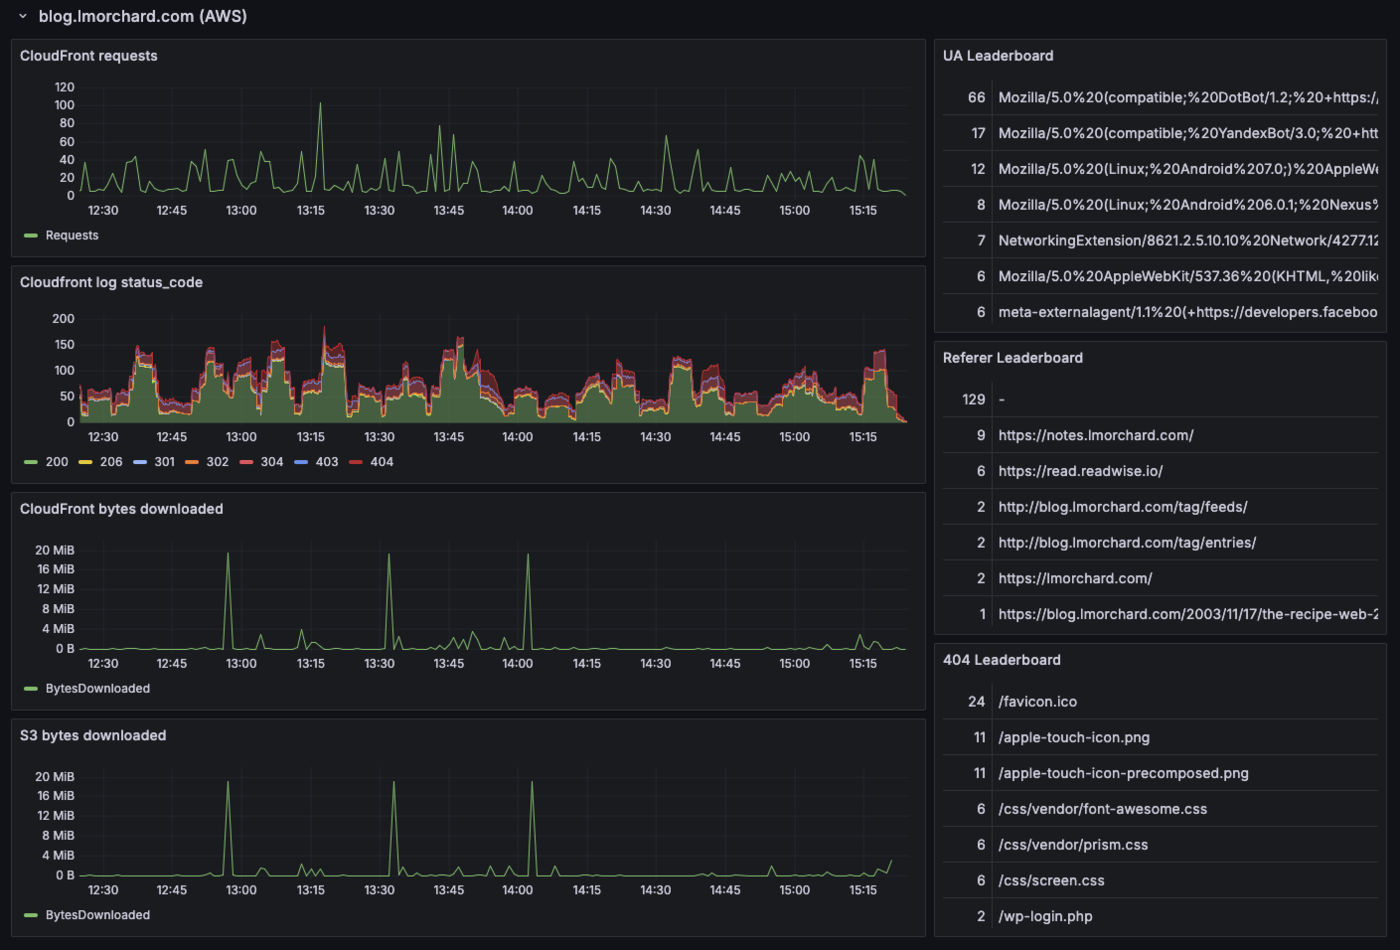 blog.lmorchard.com (AWS)
CloudFront requests
120
100
80
60
40
20
0
12:30 12:45 13:00 13:15 13:30 13:45 14:00 14:15 14:30 14:45 15:00 15:15
Requests
Cloudfront log status_code
200
150
100
50
0
12:30 12:45 13:00 13:15 13:30 13:45 14:00 14:15 14:30 14:45 15:00 15:15
200 206 301 302 304 403 404
CloudFront bytes downloaded
20 MiB
16 MiB
12 MiB
8 MiB
4 MiB
0 B
12:30 12:45 13:00 13:15 13:30 13:45 14:00 14:15 14:30 14:45 15:00 15:15
BytesDownloaded
S3 bytes downloaded
20 MiB
16 MiB
12 MiB
8 MiB
4 MiB
0 B
12:30 12:45 13:00 13:15 13:30 13:45 14:00 14:15 14:30 14:45 15:00 15:15
BytesDownloaded
UA Leaderboard
66 Mozilla/5.0%20(compatible;%20DotBot/1.2;%20+https:/
17 Mozilla/5.0%20(compatible;%20YandexBot/3.0;%20+htt
12 Mozilla/5.0%20(Linux;%20Android%207.0;)%20AppleWe
8 Mozilla/5.0%20(Linux;%20Android%206.0.1;%20Nexus%
7 NetworkingExtension/8621.2.5.10.10%20Network/4277.12
6 Mozilla/5.0%20AppleWebKit/537.36%20(KHTML,%20lik
6 meta-externalagent/1.1%20(+https://developers.faceboo
Referer Leaderboard
129 -
9 https://notes.lmorchard.com/
6 https://read.readwise.io/
2 http://blog.lmorchard.com/tag/feeds/
2 http://blog.lmorchard.com/tag/entries/
2 https://lmorchard.com/
1 https://blog.lmorchard.com/2003/11/17/the-recipe-web-2
404 Leaderboard
24 /favicon.ico
11 /apple-touch-icon.png
11 /apple-touch-icon-precomposed.png
6 /css/vendor/font-awesome.css
6 /css/vendor/prism.css
6 /css/screen.css
2 /wp-login.php